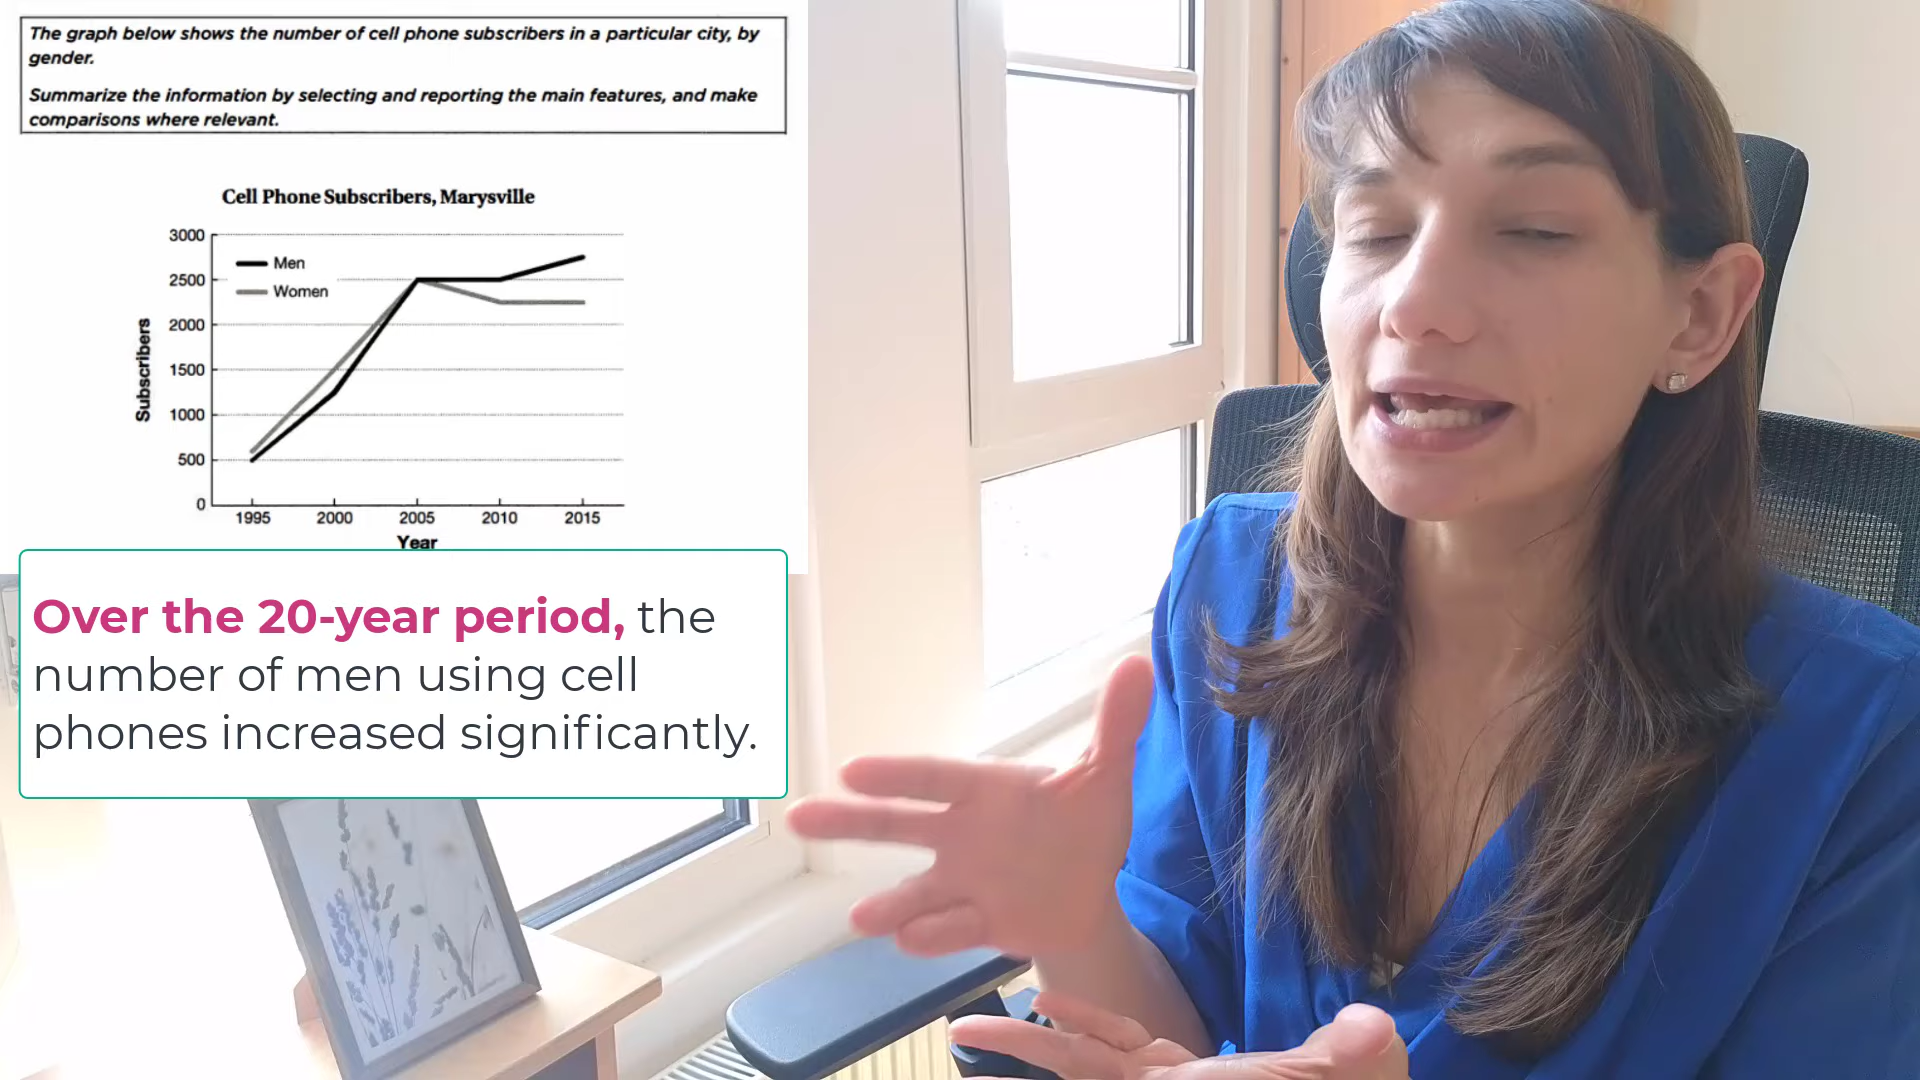 The graph below shows the number of cell phone subscribers in a particular city, by
gender.
Summarize the information by selecting and reporting the main features, and make
comparisons where relevant.
Cell Phone Subscribers, Marysville
3000
2500
2000
1500
1000
500
0
Men
Women
Subscribers
1995 2000 2005 2010 2015
Year
Over the 20-year period, the
number of men using cell
phones increased significantly.